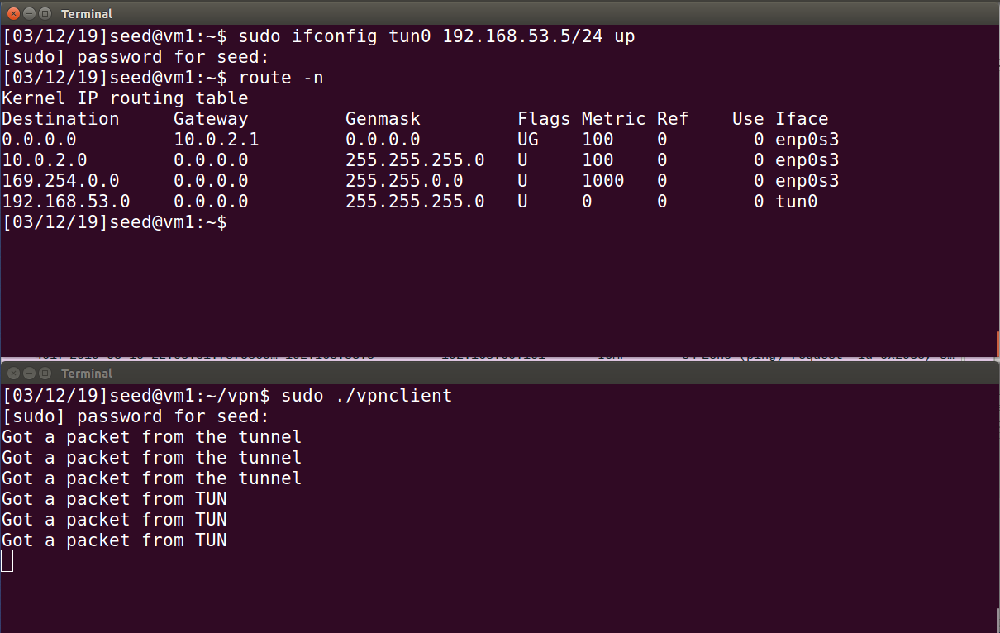 Terminal
[03/12/19]seed@vm1:~$ sudo ifconfig tun0 192.168.53.5/24 up
[sudo] password for seed:
[03/12/19]seed@vm1:~$ route -n
Kernel IP routing table
Destination     Gateway         Genmask         Flags Metric Ref    Use Iface
0.0.0.0         10.0.2.1        0.0.0.0         UG    100    0        0 enp0s3
10.0.2.0        0.0.0.0         255.255.255.0   U     100    0        0 enp0s3
169.254.0.0     0.0.0.0         255.255.0.0     U     1000   0        0 enp0s3
192.168.53.0    0.0.0.0         255.255.255.0   U     0      0        0 tun0
[03/12/19]seed@vm1:~$
Terminal
[03/12/19]seed@vm1:~/vpn$ sudo ./vpnclient
[sudo] password for seed:
Got a packet from the tunnel
Got a packet from the tunnel
Got a packet from the tunnel
Got a packet from TUN
Got a packet from TUN
Got a packet from TUN